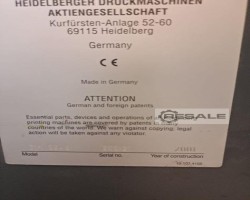 HEIDELBERGER DRUCKMASCHINEN
AKTIENGESELLSCHAFT
Kurfürsten-Anlage 52-60
69115 Heidelberg
Germany
CE
Made in Germany
ATTENTION
German and foreign patents.
Essential parts, devices and operations of
printing machines are covered by patents in
countries of the world. We warn against copying. legal
action will be taken against any violator.
RESALE
Model
Serial no.
Year of construction